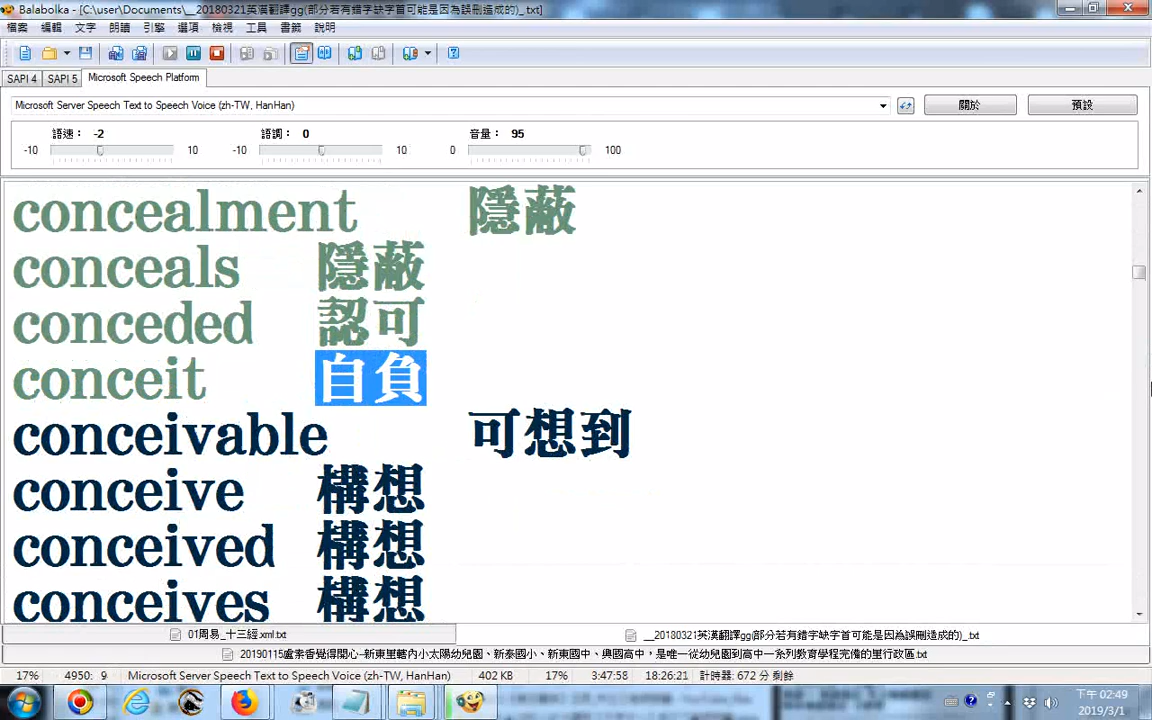 Balabolka - [C:\user\Documents\__20180321英漢翻譯gg(部分若有錯字缺字首可能是因為誤刪造成的)_.txt]
檔案 編輯 文字 朗讀 引擎 選項 檢視 工具 書籤 說明
SAPI 4 SAPI 5 Microsoft Speech Platform
Microsoft Server Speech Text to Speech Voice (zh-TW, HanHan) 關於 預設
語速： -2 語調： 0 音量： 95
-10 10 -10 10 0 100
concealment 隱蔽
conceals 隱蔽
conceded 認可
conceit 自負
conceivable 可想到
conceive 構想
conceived 構想
conceives 構想
01周易_十三經.xml.txt __20180321英漢翻譯gg(部分若有錯字缺字首可能是因為誤刪造成的)_.txt
20190115盧素香覺得開心-新東里轄內小太陽幼兒園、新泰國小、新東國中、興國高中，是唯一從幼兒園到高中一系列教育學程完備的里行政區.txt
17% 4950: 9 Microsoft Server Speech Text to Speech Voice (zh-TW, HanHan) 402 KB 17% 3:47:58 18:26:21 計時器: 672 分 剩餘
下午 02:49
2019/3/1